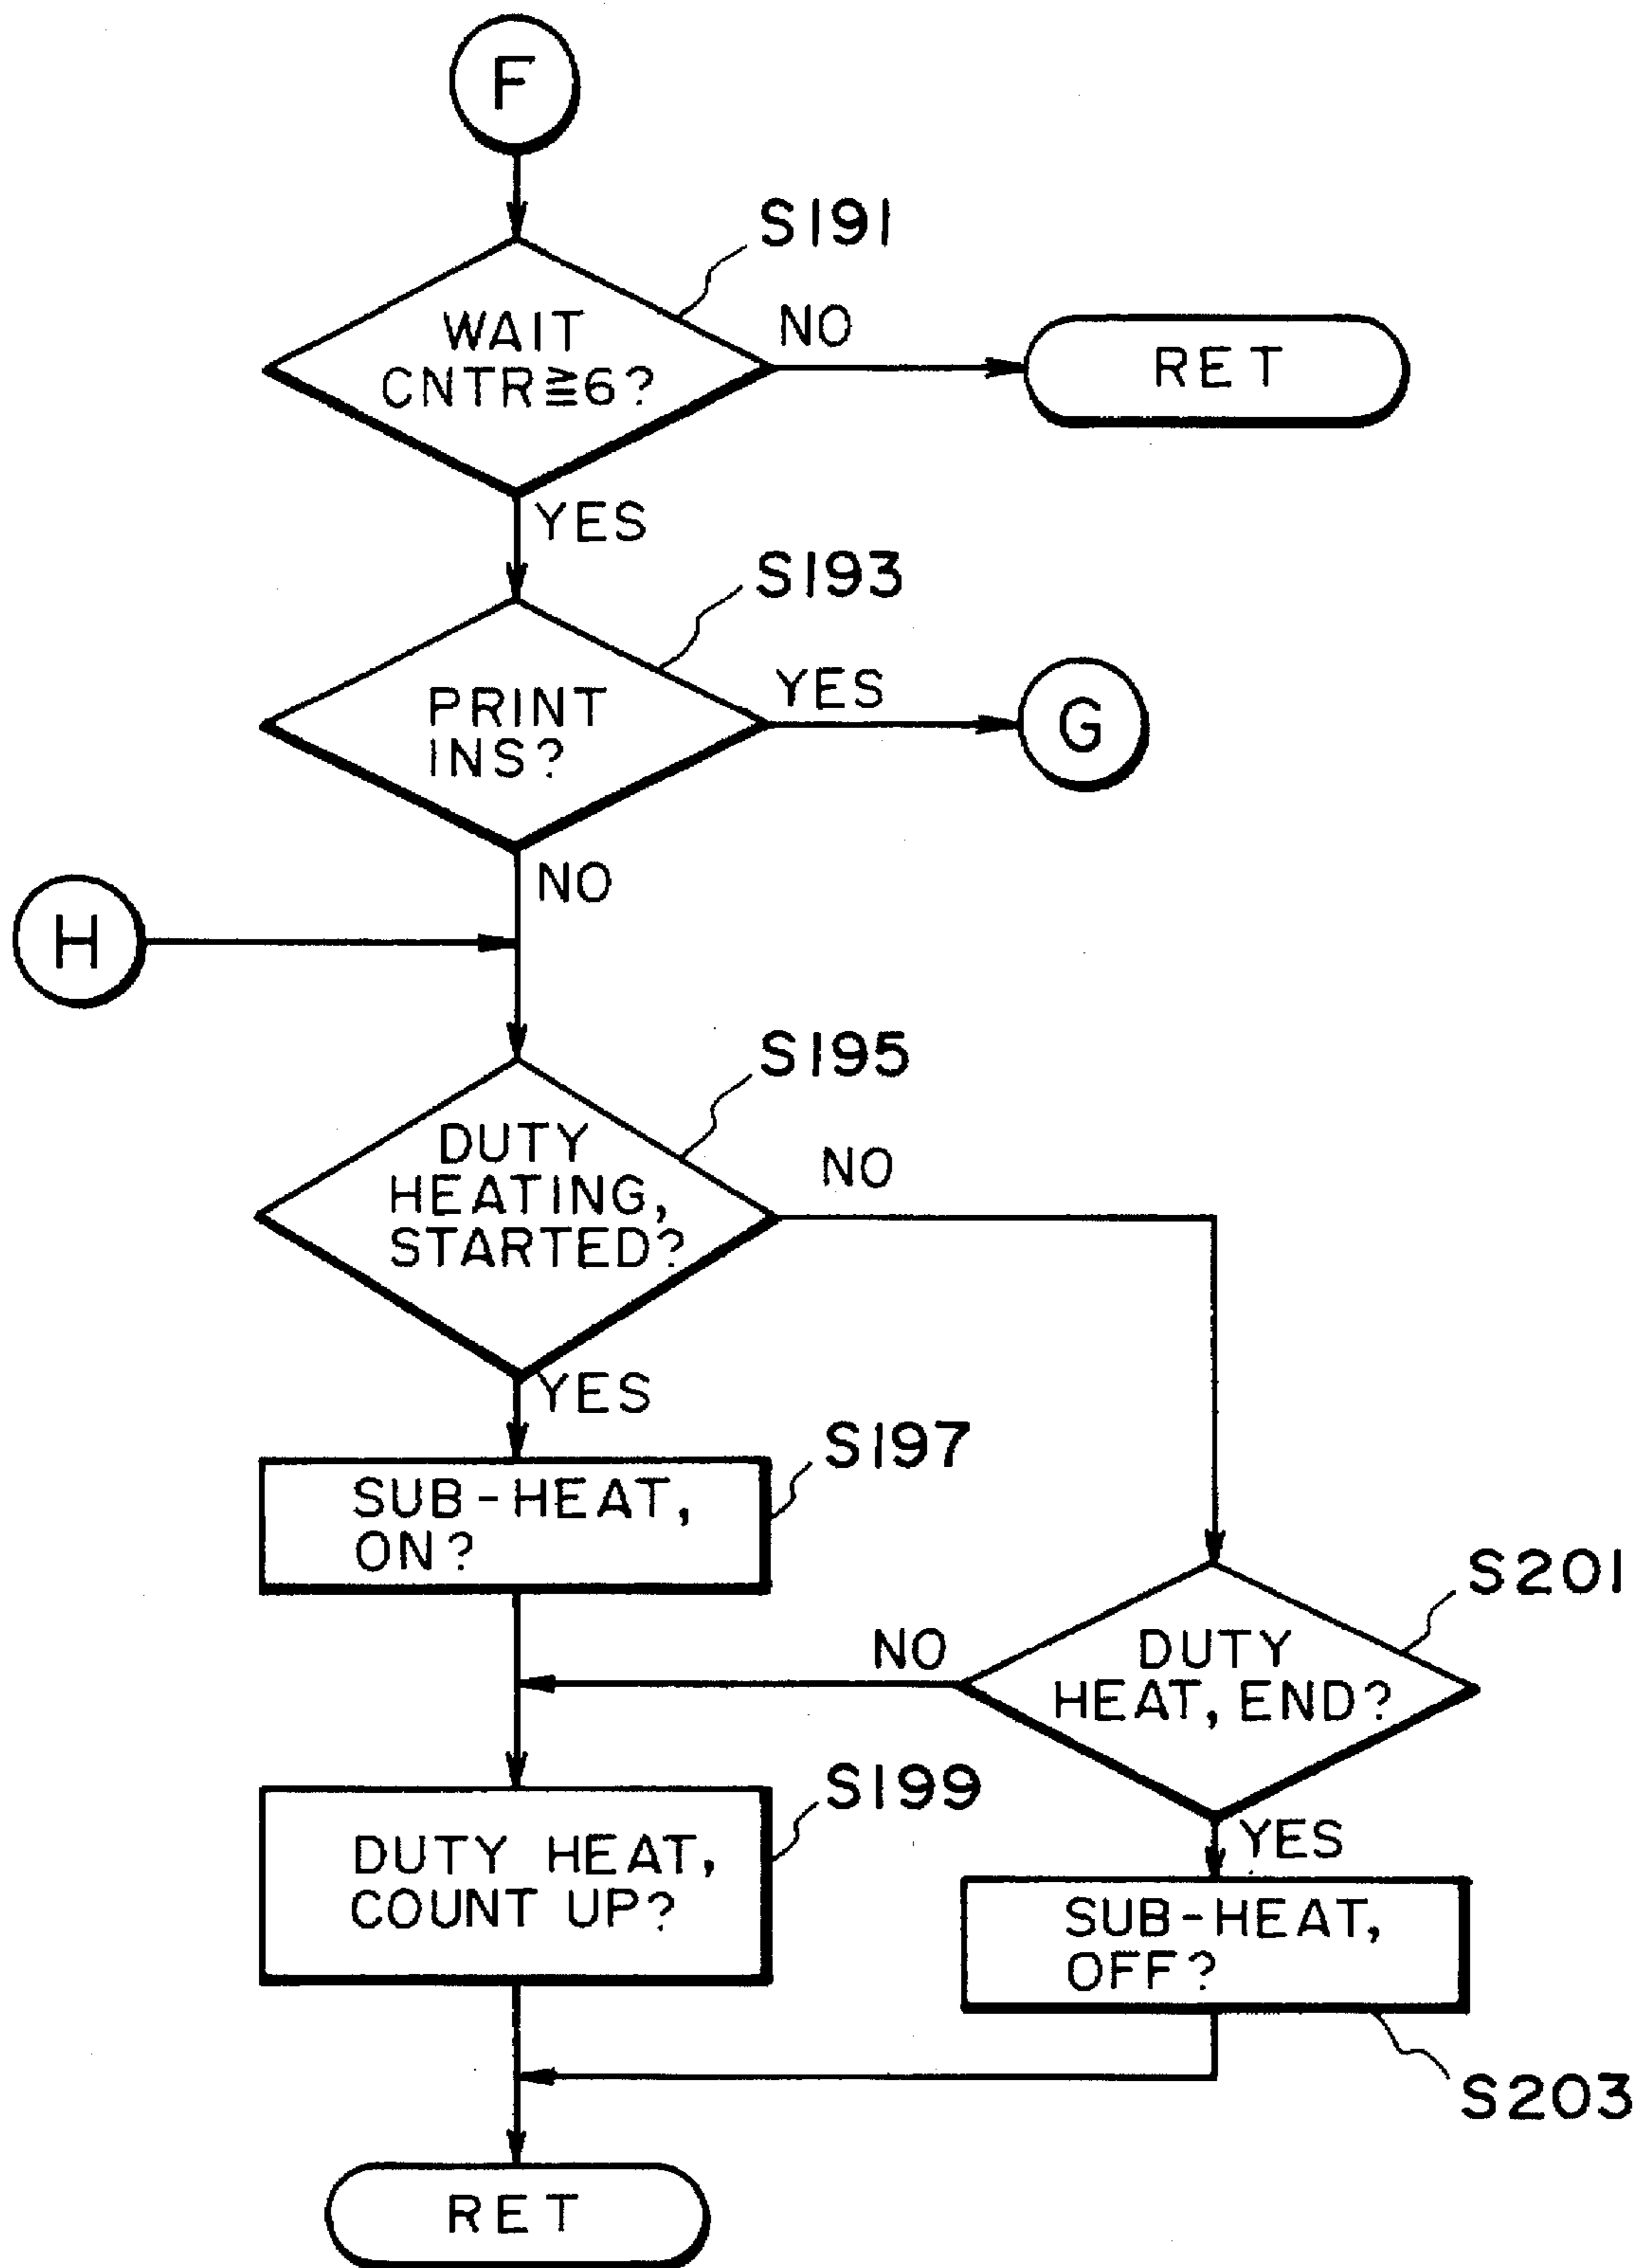 F
S191
WAIT
CNTR≧6?
NO
RET
YES
S193
PRINT
INS?
YES
G
NO
H
S195
DUTY
HEATING,
STARTED?
NO
YES
S197
SUB-HEAT,
ON?
S201
DUTY
HEAT, END?
NO
S199
DUTY HEAT,
COUNT UP?
YES
SUB-HEAT,
OFF?
S203
RET